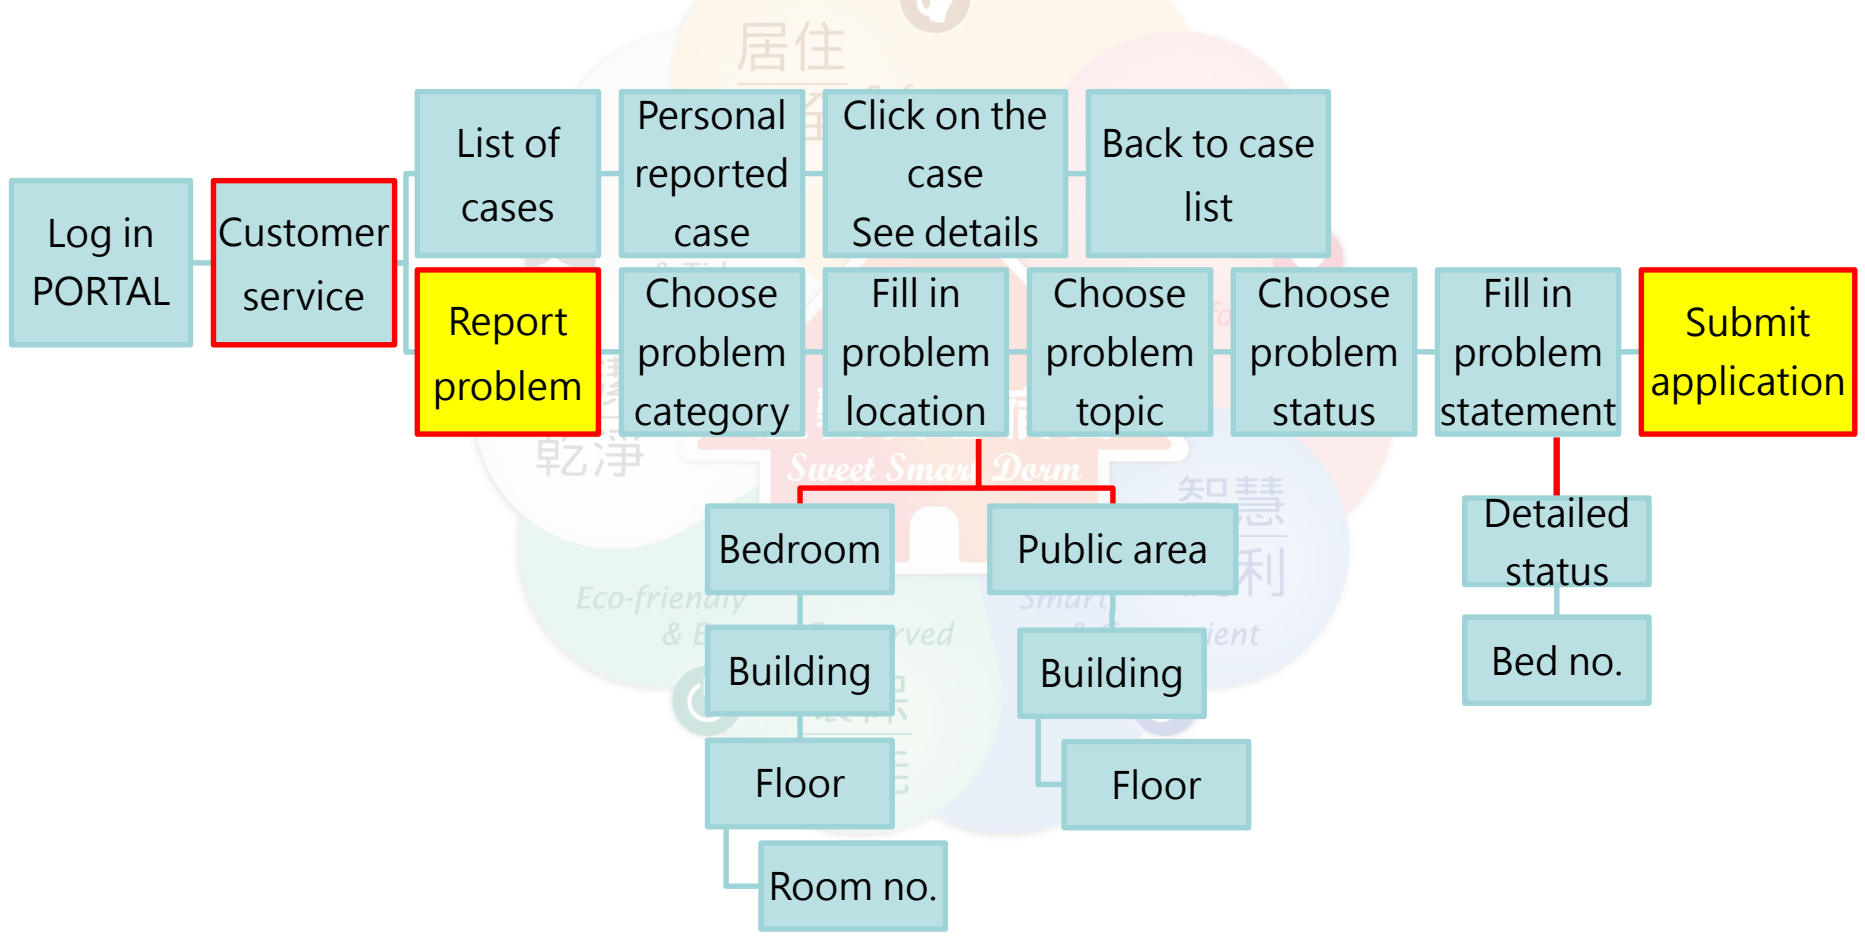 居住
Log in
PORTAL
Customer
service
List of
cases
Personal
reported
case
Click on the
case
See details
Back to case
list
Report
problem
Choose
problem
category
Fill in
problem
location
Choose
problem
topic
Choose
problem
status
Fill in
problem
statement
Submit
application
乾淨
Sweet Smart Dorm
智慧
利
Bedroom
Building
Floor
Room no.
Public area
Building
Floor
Detailed
status
Bed no.
Eco-friendly
&
Smart
&